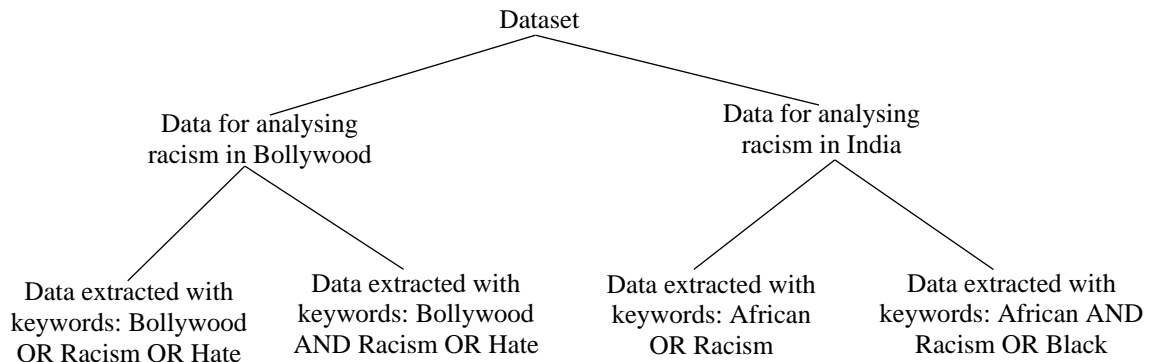 Dataset
Data for analysing
racism in Bollywood
Data for analysing
racism in India
Data extracted with
keywords: Bollywood
OR Racism OR Hate
Data extracted with
keywords: Bollywood
AND Racism OR Hate
Data extracted with
keywords: African
OR Racism
Data extracted with
keywords: African AND
Racism OR Black